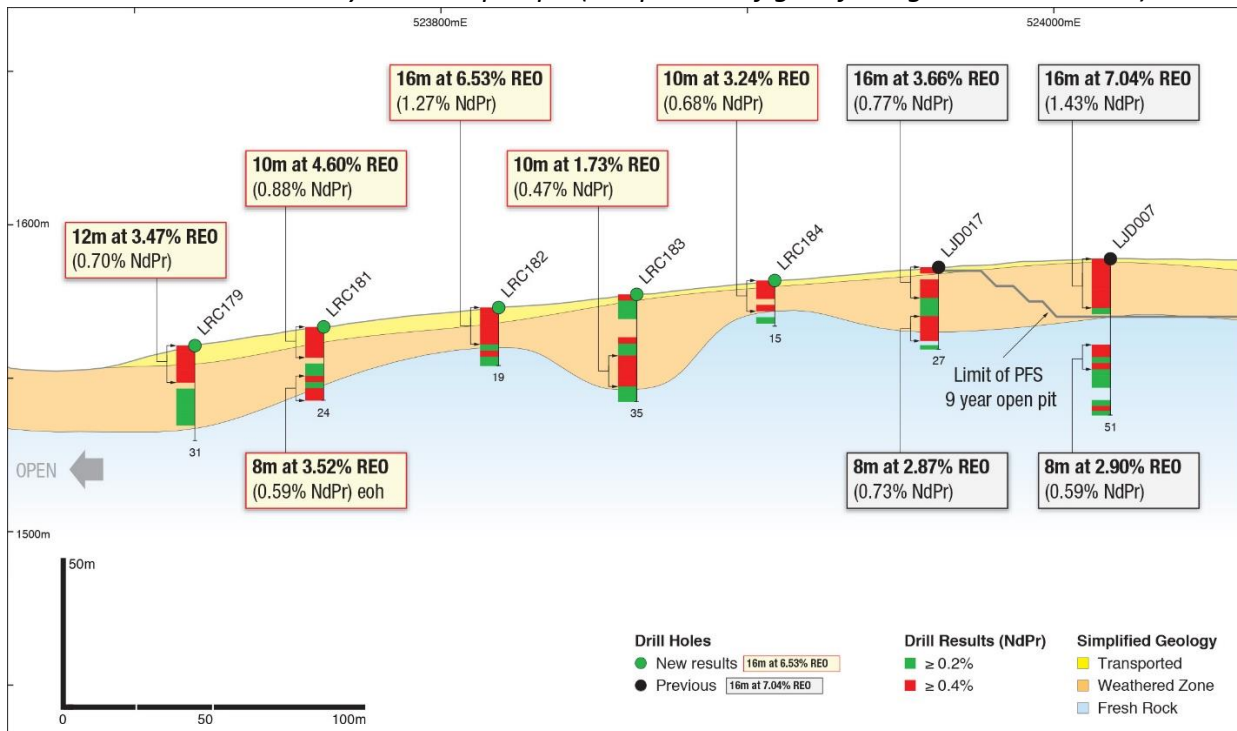 523800mE
524000mE
16m at 6.53% REO
(1.27% NdPr)
10m at 3.24% REO
(0.68% NdPr)
16m at 3.66% REO
(0.77% NdPr)
16m at 7.04% REO
(1.43% NdPr)
10m at 4.60% REO
(0.88% NdPr)
10m at 1.73% REO
(0.47% NdPr)
12m at 3.47% REO
(0.70% NdPr)
1600m
LRC179
LRC181
LRC182
LRC183
LRC184
LJD017
LJD007
31
24
19
35
15
27
51
Limit of PFS
9 year open pit
OPEN
8m at 3.52% REO
(0.59% NdPr) eoh
8m at 2.87% REO
(0.73% NdPr)
8m at 2.90% REO
(0.59% NdPr)
1500m
50m
0
50
100m
Drill Holes
New results 16m at 6.53% REO
Previous 16m at 7.04% REO
Drill Results (NdPr)
≥ 0.2%
≥ 0.4%
Simplified Geology
Transported
Weathered Zone
Fresh Rock